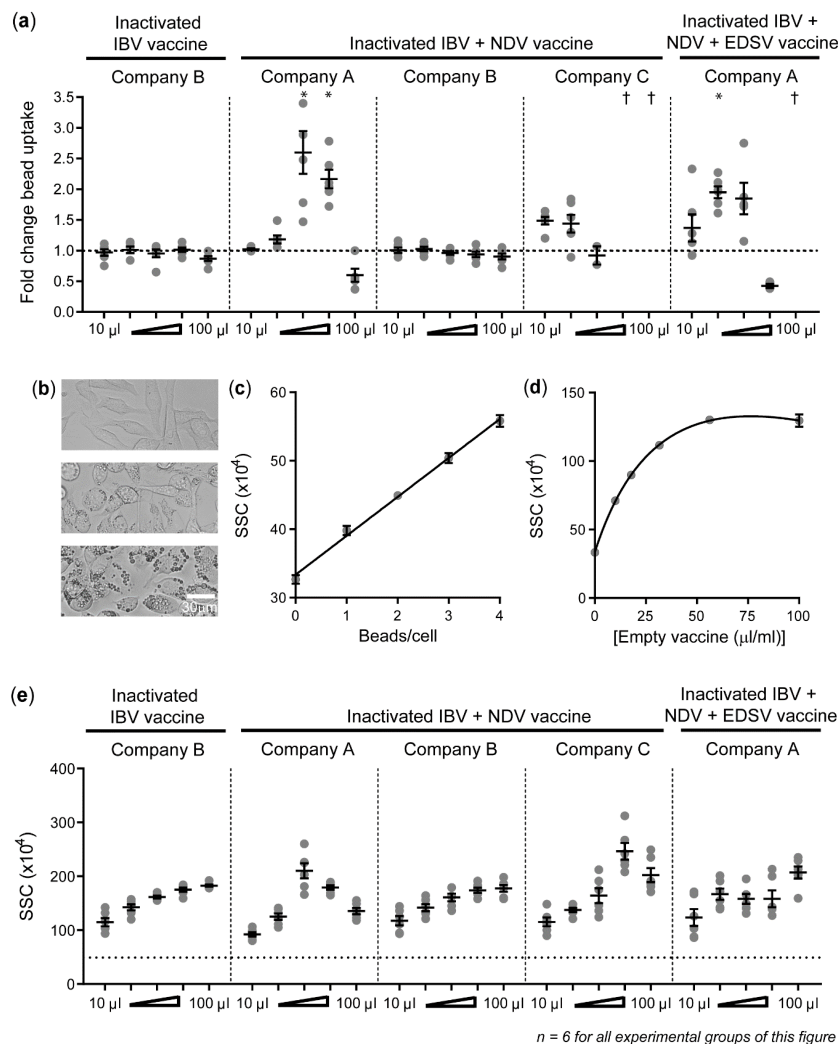 (a)
Inactivated
IBV vaccine
Inactivated IBV + NDV vaccine
Inactivated IBV +
NDV + EDSV vaccine
Company B
Company A
Company B
Company C
Company A
Fold change bead uptake
3.5
3.0
2.5
2.0
1.5
1.0
0.5
0.0
* * † † * †
10 µl 100 µl
10 µl 100 µl
10 µl 100 µl
10 µl 100 µl
10 µl 100 µl
(b)
30µm
(c)
SSC (x10⁴)
60
50
40
30
0 1 2 3 4
Beads/cell
(d)
SSC (x10⁴)
150
100
50
0
0 25 50 75 100
[Empty vaccine (µl/ml)]
(e)
Inactivated
IBV vaccine
Inactivated IBV + NDV vaccine
Inactivated IBV +
NDV + EDSV vaccine
Company B
Company A
Company B
Company C
Company A
SSC (x10⁴)
400
300
200
100
0
10 µl 100 µl
10 µl 100 µl
10 µl 100 µl
10 µl 100 µl
10 µl 100 µl
n = 6 for all experimental groups of this figure